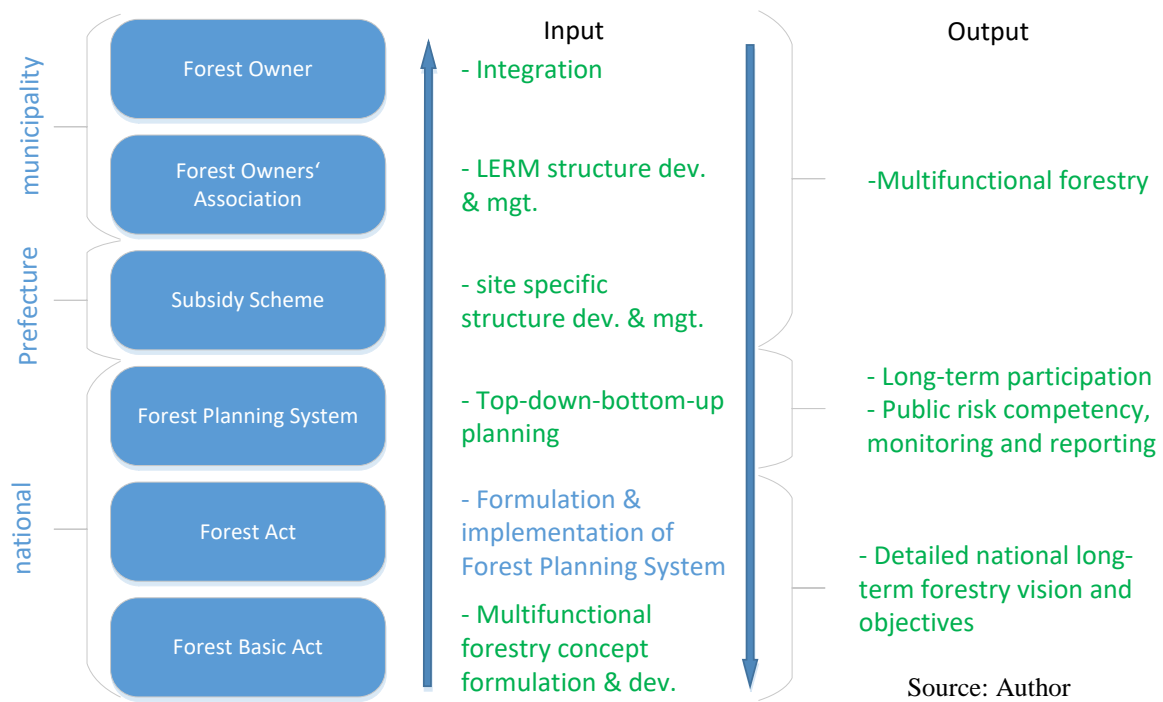 Input
Output
municipality
Prefecture
national
Forest Owner
Forest Owners‘
Association
Subsidy Scheme
Forest Planning System
Forest Act
Forest Basic Act
- Integration
- LERM structure dev.
& mgt.
- site specific
structure dev. & mgt.
- Top-down-bottom-up
planning
- Formulation &
implementation of
Forest Planning System
- Multifunctional
forestry concept
formulation & dev.
-Multifunctional forestry
- Long-term participation
- Public risk competency,
monitoring and reporting
- Detailed national long-
term forestry vision and
objectives
Source: Author